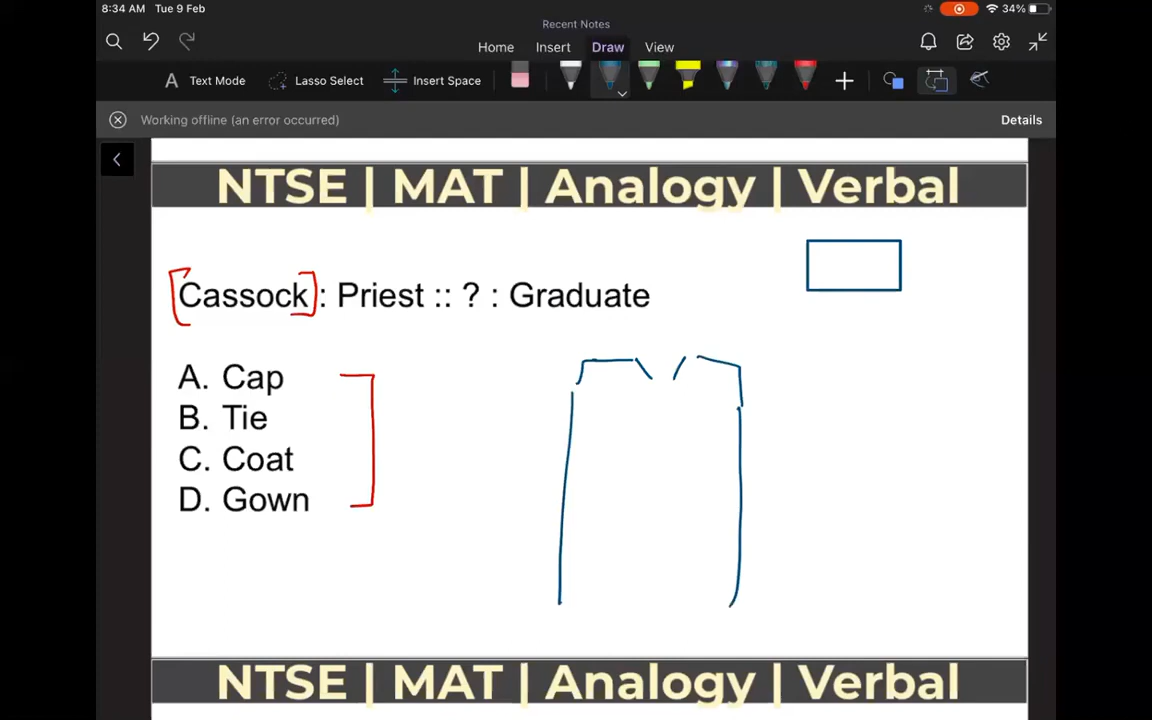 8:34 AM Tue 9 Feb
34%
Recent Notes
Home Insert Draw View
Text Mode Lasso Select Insert Space
Working offline (an error occurred) Details
NTSE | MAT | Analogy | Verbal
Cassock : Priest :: ? : Graduate
A. Cap
B. Tie
C. Coat
D. Gown
NTSE | MAT | Analogy | Verbal